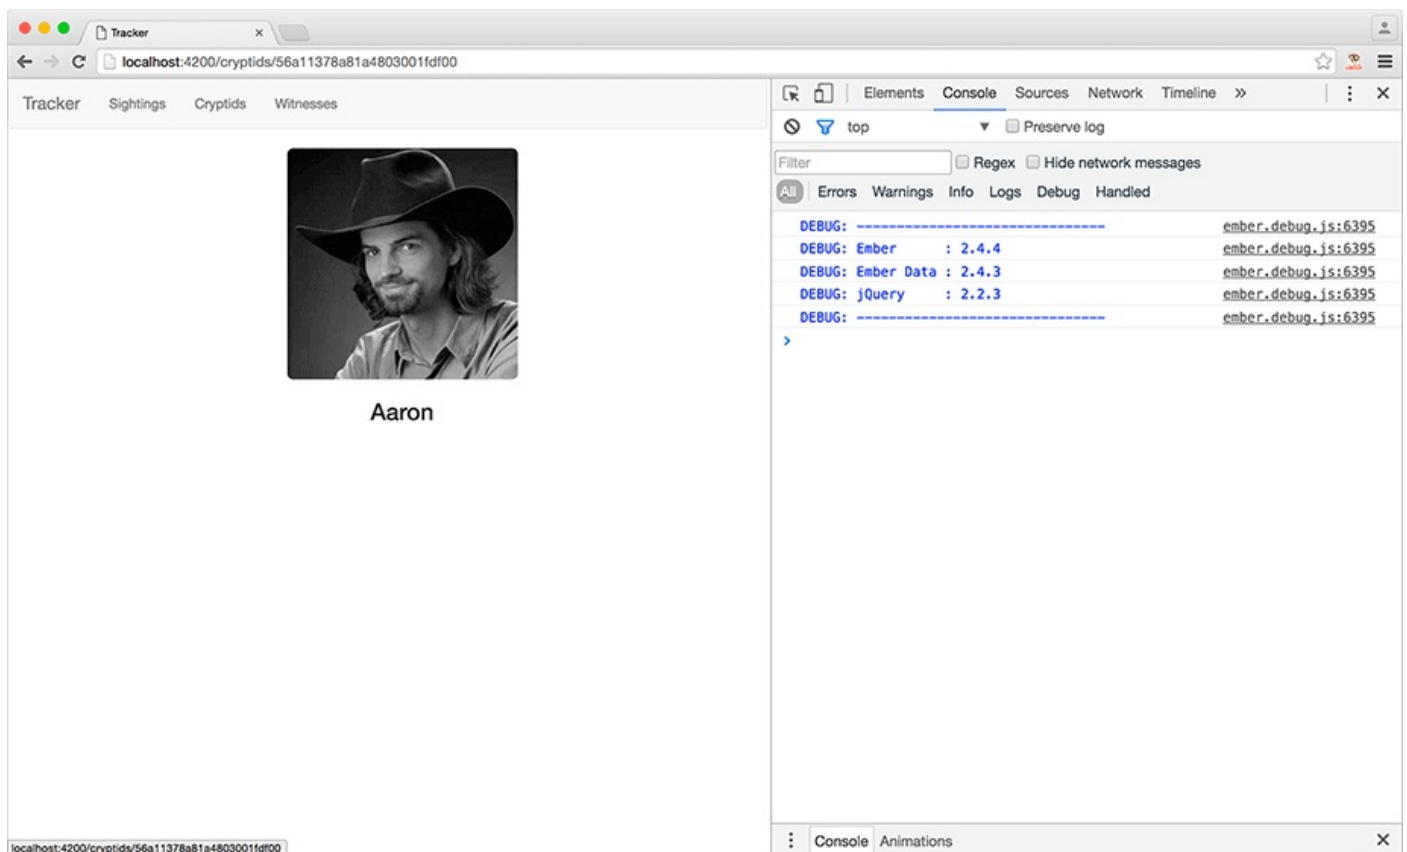 Tracker
localhost:4200/cryptids/56a11378a81a4803001fdf00
Tracker Sightings Cryptids Witnesses
Aaron
localhost:4200/cryptids/56a11378a81a4803001fdf00
Elements Console Sources Network Timeline »
top ▼ Preserve log
Filter Regex Hide network messages
All Errors Warnings Info Logs Debug Handled
DEBUG: ------------------------------- ember.debug.js:6395
DEBUG: Ember : 2.4.4 ember.debug.js:6395
DEBUG: Ember Data : 2.4.3 ember.debug.js:6395
DEBUG: jQuery : 2.2.3 ember.debug.js:6395
DEBUG: ------------------------------- ember.debug.js:6395
>
Console Animations